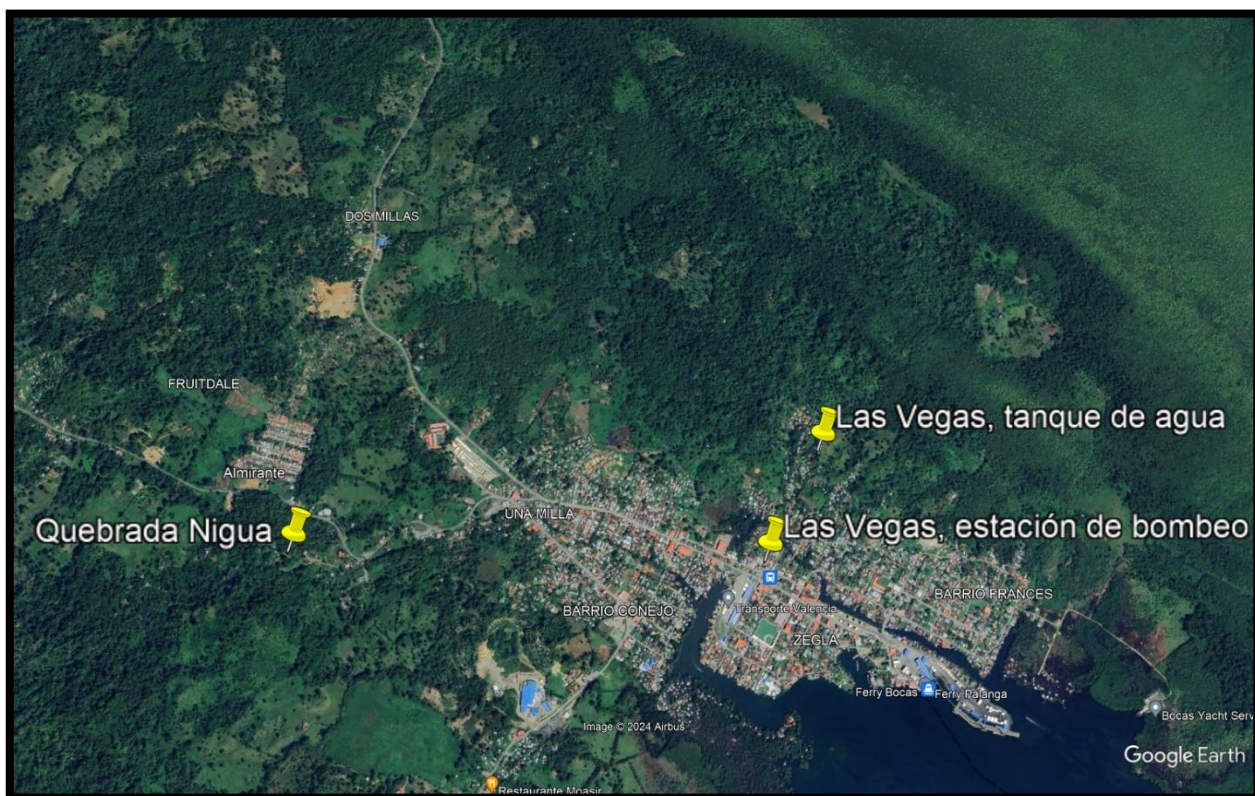 DOS MILLAS
FRUITDALE
Las Vegas, tanque de agua
Almirante
UNA MILLA
Quebrada Nigua
Las Vegas, estación de bombeo
BARRIO FRANCES
BARRIO CONEJO
Transporte Valencia
ZEGLA
Ferry Bocas
Ferry Palanga
Bocas Yacht Serv
Image © 2024 Airbus
Google Earth
Restaurante Moasir